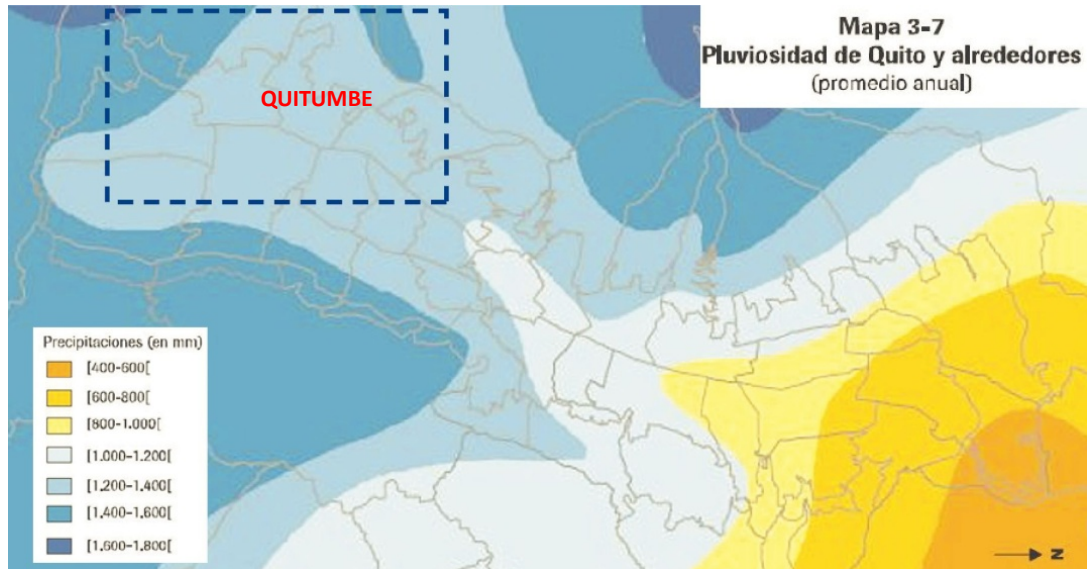 Mapa 3-7
Pluviosidad de Quito y alrededores
(promedio anual)
QUITUMBE
Precipitaciones (en mm)
[400-600[
[600-800[
[800-1.000[
[1.000-1.200[
[1.200-1.400[
[1.400-1.600[
[1.600-1.800[
N